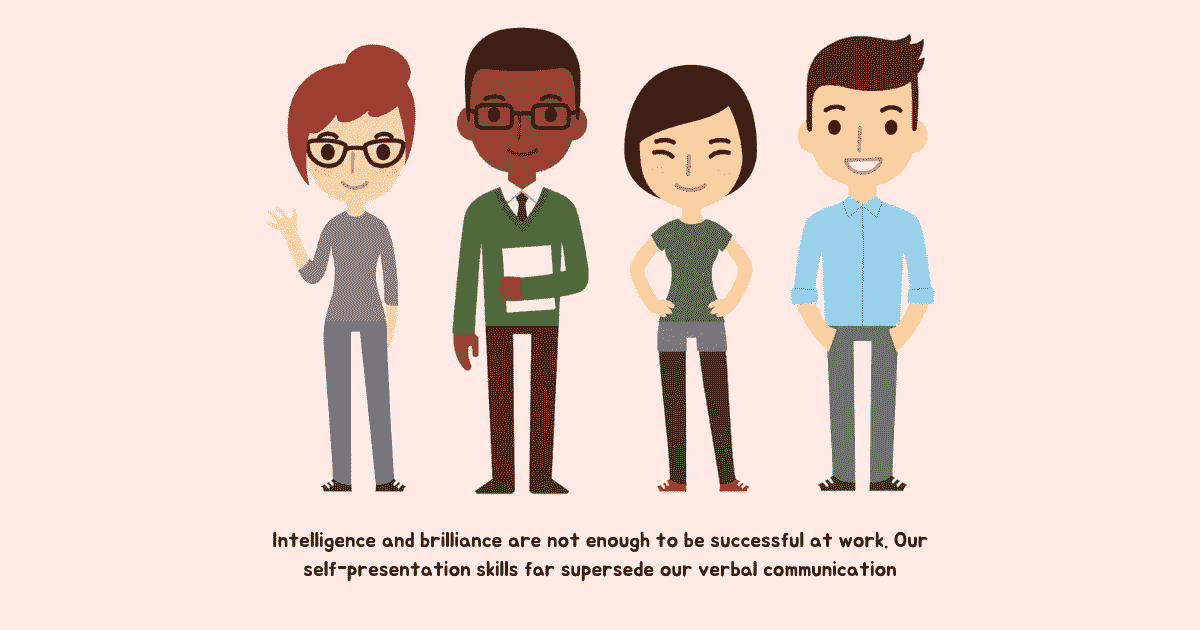 Intelligence and brilliance are not enough to be successful at work. Our
self-presentation skills far supersede our verbal communication